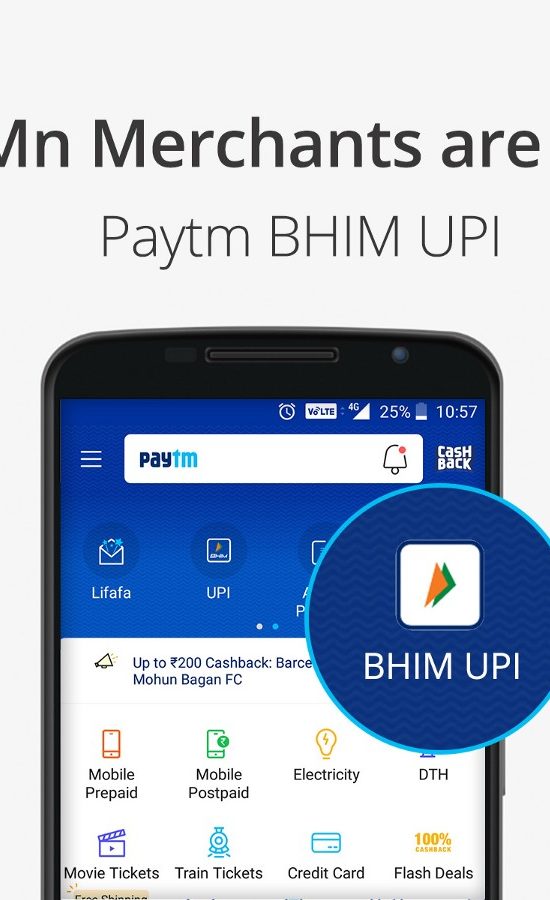 Mn Merchants are
Paytm BHIM UPI
VoLTE 4G 25% 10:57
paytm CASH BACK
Lifafa UPI
BHIM UPI
Up to ₹200 Cashback: Barce
Mohun Bagan FC
Mobile Prepaid
Mobile Postpaid
Electricity
DTH
Movie Tickets
Train Tickets
Credit Card
100% CASHBACK
Flash Deals
Free Shipping